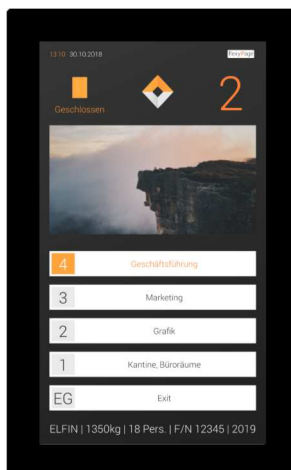 13:10 30.10.2018
FlexyPage
Geschlossen
2
4 Geschäftsführung
3 Marketing
2 Grafik
1 Kantine, Büroräume
EG Exit
ELFIN | 1350kg | 18 Pers. | F/N 12345 | 2019